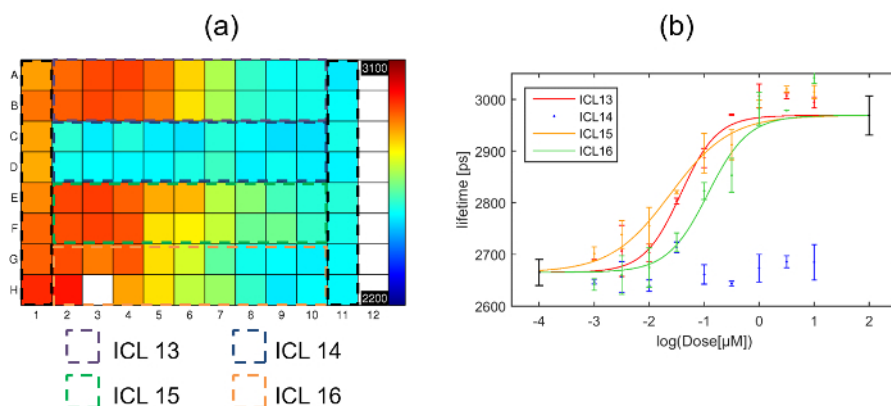 (a)
3100
A
B
C
D
E
F
G
H
2200
1 2 3 4 5 6 7 8 9 10 11 12
ICL 13
ICL 14
ICL 15
ICL 16
(b)
ICL13
ICL14
ICL15
ICL16
3000
2900
2800
2700
2600
lifetime [ps]
-4 -3 -2 -1 0 1 2
log(Dose[µM])